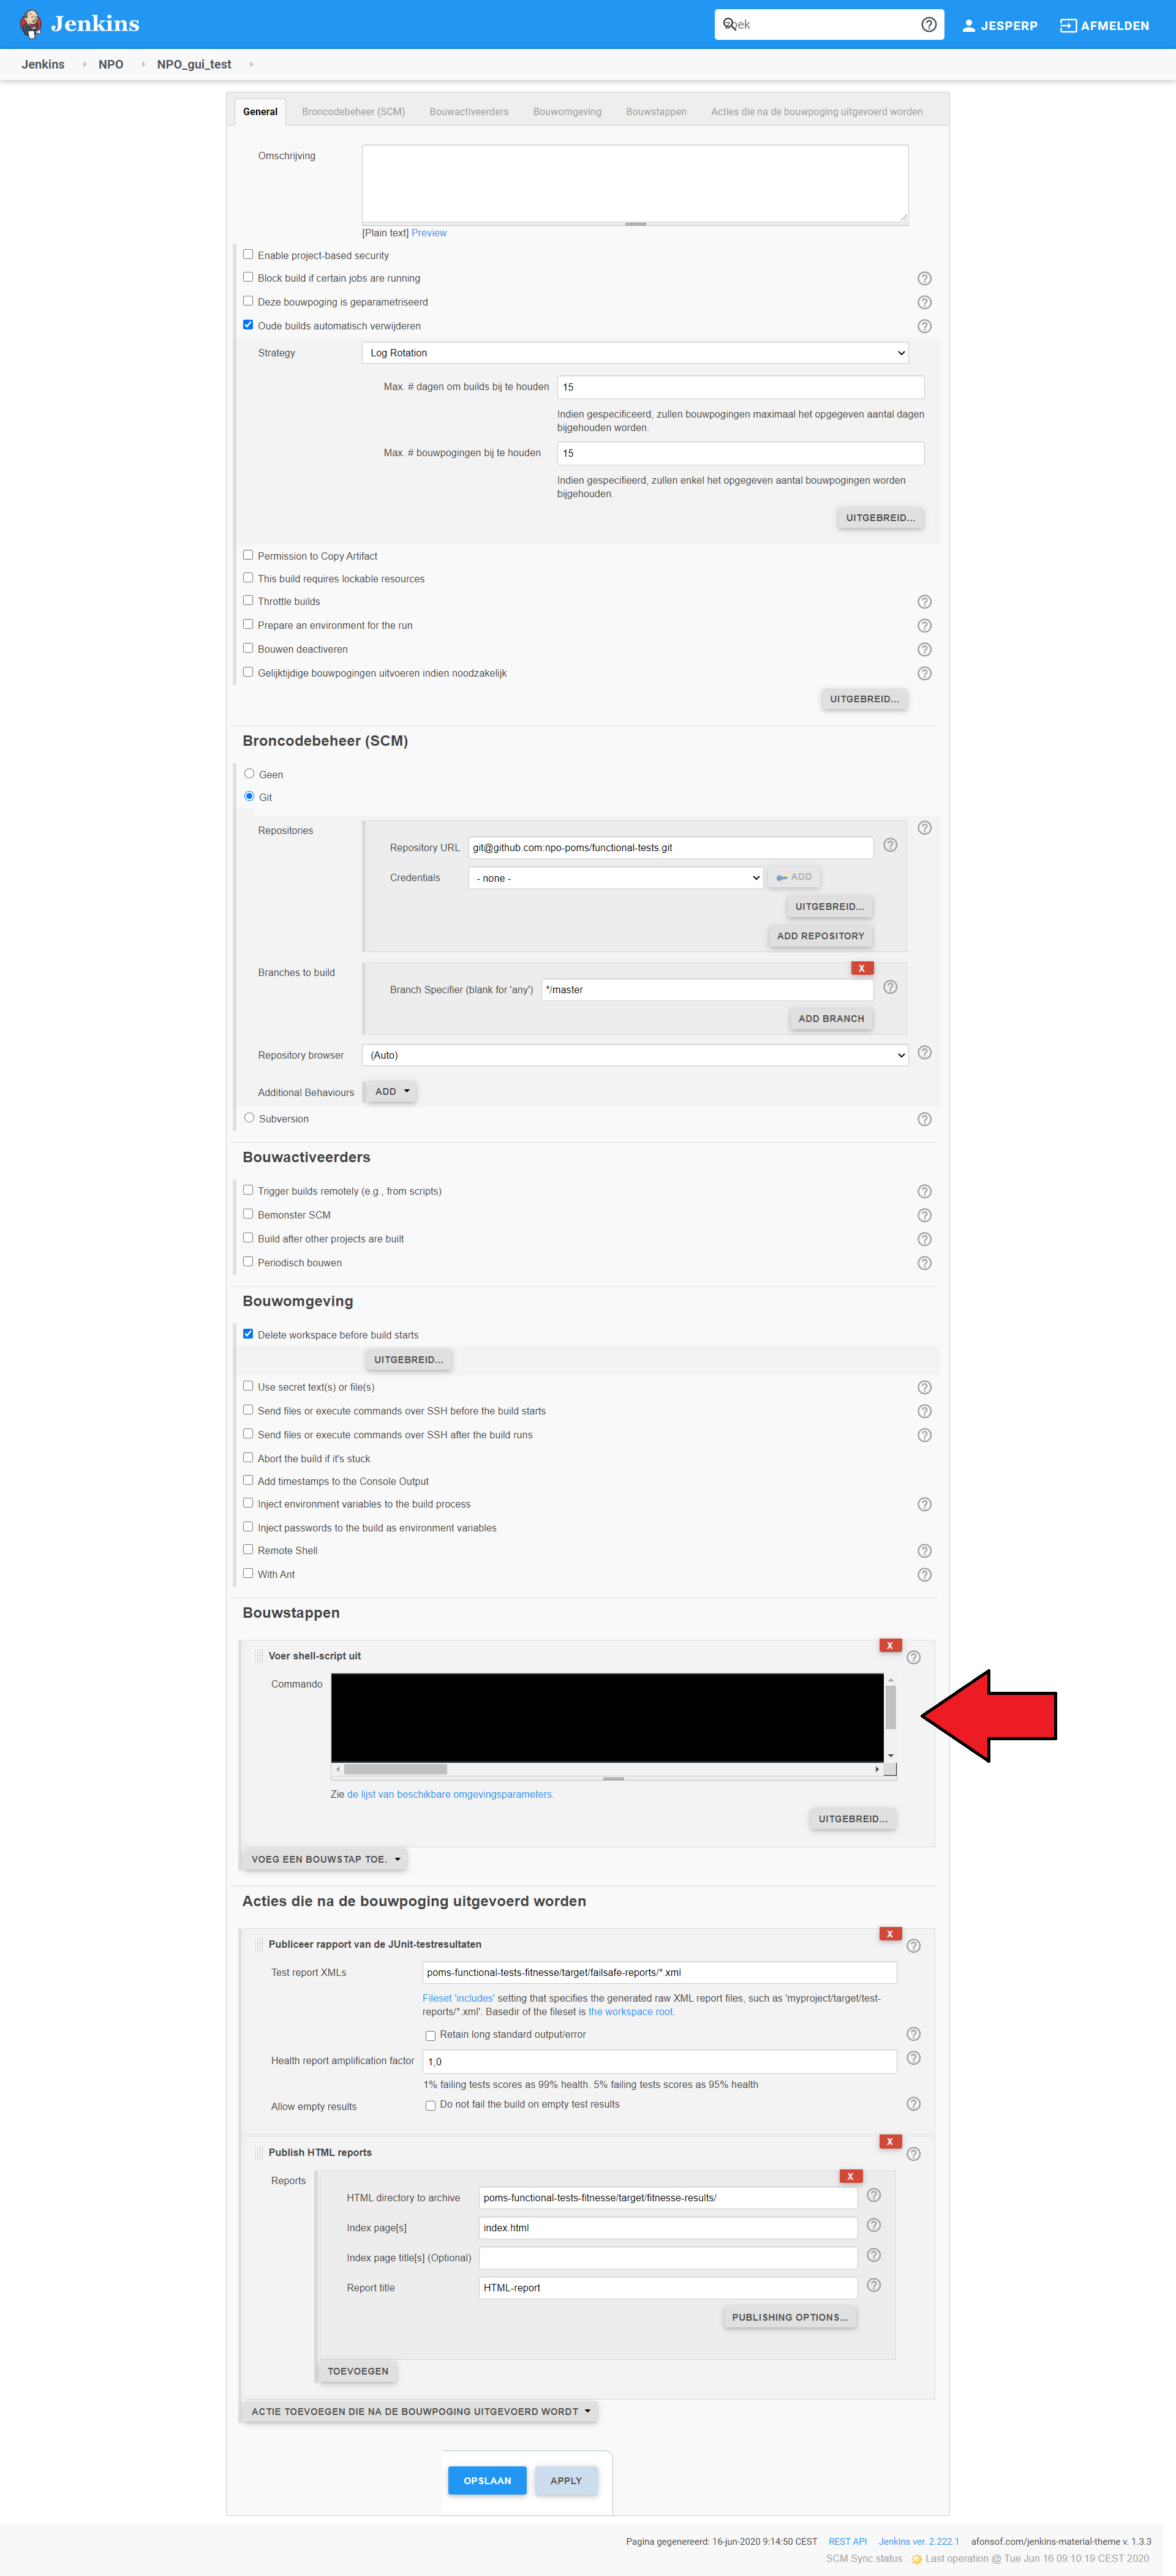 Jenkins
Zoek
JESPERP
AFMELDEN
Jenkins NPO NPO_gui_test
General Broncodebeheer (SCM) Bouwactiveerders Bouwomgeving Bouwstappen Acties die na de bouwpoging uitgevoerd worden
Omschrijving
[Plain text] Preview
Enable project-based security
Block build if certain jobs are running
Deze bouwpoging is geparametriseerd
Oude builds automatisch verwijderen
Strategy Log Rotation
Max. # dagen om builds bij te houden 15
Indien gespecificeerd, zullen bouwpogingen maximaal het opgegeven aantal dagen
bijgehouden worden.
Max. # bouwpogingen bij te houden 15
Indien gespecifieerd, zullen enkel het opgegeven aantal bouwpogingen worden
bijgehouden.
UITGEBREID...
Permission to Copy Artifact
This build requires lockable resources
Throttle builds
Prepare an environment for the run
Bouwen deactiveren
Gelijktijdige bouwpogingen uitvoeren indien noodzakelijk
UITGEBREID...
Broncodebeheer (SCM)
Geen
Git
Repositories
Repository URL git@github.com:npo-poms/functional-tests.git
Credentials - none - ADD
UITGEBREID...
ADD REPOSITORY
X
Branches to build
Branch Specifier (blank for 'any') */master
ADD BRANCH
Repository browser (Auto)
Additional Behaviours ADD
Subversion
Bouwactiveerders
Trigger builds remotely (e.g., from scripts)
Bemonster SCM
Build after other projects are built
Periodisch bouwen
Bouwomgeving
Delete workspace before build starts
UITGEBREID...
Use secret text(s) or file(s)
Send files or execute commands over SSH before the build starts
Send files or execute commands over SSH after the build runs
Abort the build if it's stuck
Add timestamps to the Console Output
Inject environment variables to the build process
Inject passwords to the build as environment variables
Remote Shell
With Ant
Bouwstappen
X
Voer shell-script uit
Commando
Zie de lijst van beschikbare omgevingsparameters.
UITGEBREID...
VOEG EEN BOUWSTAP TOE.
Acties die na de bouwpoging uitgevoerd worden
X
Publiceer rapport van de JUnit-testresultaten
Test report XMLs poms-functional-tests-fitnesse/target/failsafe-reports/*.xml
Fileset 'includes' setting that specifies the generated raw XML report files, such as 'myproject/target/test-
reports/*.xml'. Basedir of the fileset is the workspace root.
Retain long standard output/error
Health report amplification factor 1,0
1% failing tests scores as 99% health. 5% failing tests scores as 95% health
Allow empty results Do not fail the build on empty test results
X
Publish HTML reports
X
Reports
HTML directory to archive poms-functional-tests-fitnesse/target/fitnesse-results/
Index page[s] index.html
Index page title[s] (Optional)
Report title HTML-report
PUBLISHING OPTIONS...
TOEVOEGEN
ACTIE TOEVOEGEN DIE NA DE BOUWPOGING UITGEVOERD WORDT
OPSLAAN APPLY
Pagina gegenereerd: 16-jun-2020 9:14:50 CEST REST API Jenkins ver. 2.222.1 afonsof.com/jenkins-material-theme v. 1.3.3
SCM Sync status : Last operation @ Tue Jun 16 09:10:19 CEST 2020